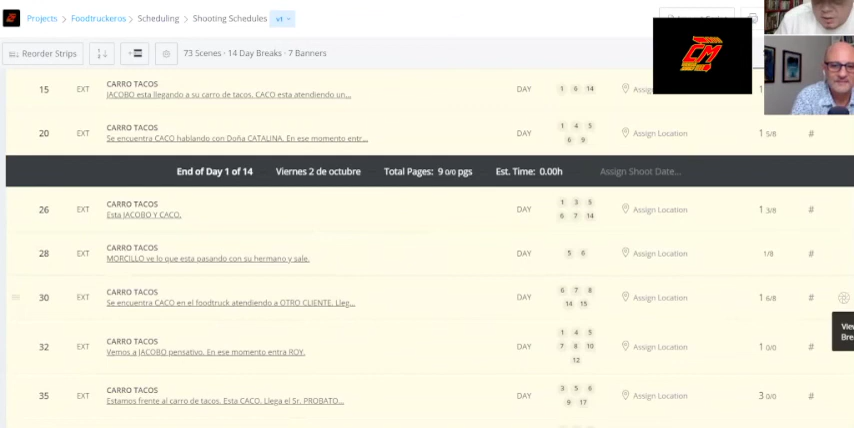 Projects > Foodtruckeros > Scheduling > Shooting Schedules v1
Reorder Strips 73 Scenes · 14 Day Breaks · 7 Banners
CM
15 EXT CARRO TACOS DAY 1 6 14
JACOBO esta llegando a su carro de tacos, CACO esta atendiendo un...
20 EXT CARRO TACOS DAY 1 4 5 6 9 Assign Location 1 5/8 #
Se encuentra CACO hablando con Doña CATALINA. En ese momento entr...
End of Day 1 of 14 Viernes 2 de octubre Total Pages: 9 0/0 pgs Est. Time: 0.00h Assign Shoot Date...
26 EXT CARRO TACOS DAY 1 3 5 6 7 14 Assign Location 1 3/8 #
Esta JACOBO Y CACO.
28 EXT CARRO TACOS DAY 5 6 Assign Location 1/8 #
MORCILLO ve lo que esta pasando con su hermano y sale.
30 EXT CARRO TACOS DAY 6 7 8 14 15 Assign Location 1 6/8 #
Se encuentra CACO en el foodtruck atendiendo a OTRO CLIENTE. Lleg...
32 EXT CARRO TACOS DAY 1 4 5 7 8 10 12 Assign Location 1 0/0 #
Vemos a JACOBO pensativo. En ese momento entra ROY.
35 EXT CARRO TACOS DAY 3 5 6 9 17 Assign Location 3 0/0 #
Estamos frente al carro de tacos. Esta CACO. Llega el Sr. PROBATO...